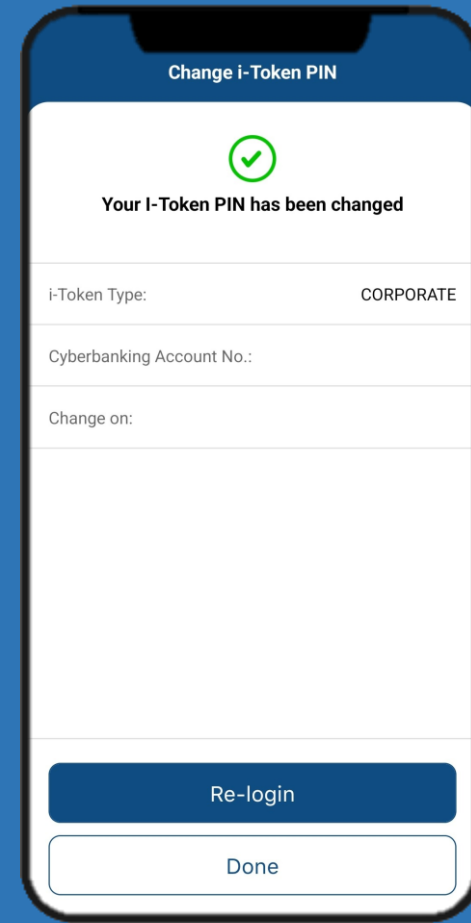 Change i-Token PIN
Your I-Token PIN has been changed
i-Token Type: CORPORATE
Cyberbanking Account No.:
Change on:
Re-login
Done